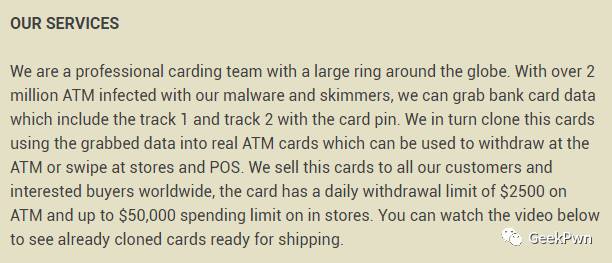 OUR SERVICES
We are a professional carding team with a large ring around the globe. With over 2
million ATM infected with our malware and skimmers, we can grab bank card data
which include the track 1 and track 2 with the card pin. We in turn clone this cards
using the grabbed data into real ATM cards which can be used to withdraw at the
ATM or swipe at stores and POS. We sell this cards to all our customers and
interested buyers worldwide, the card has a daily withdrawal limit of $2500 on
ATM and up to $50,000 spending limit on in stores. You can watch the video below
to see already cloned cards ready for shipping.
GeekPwn